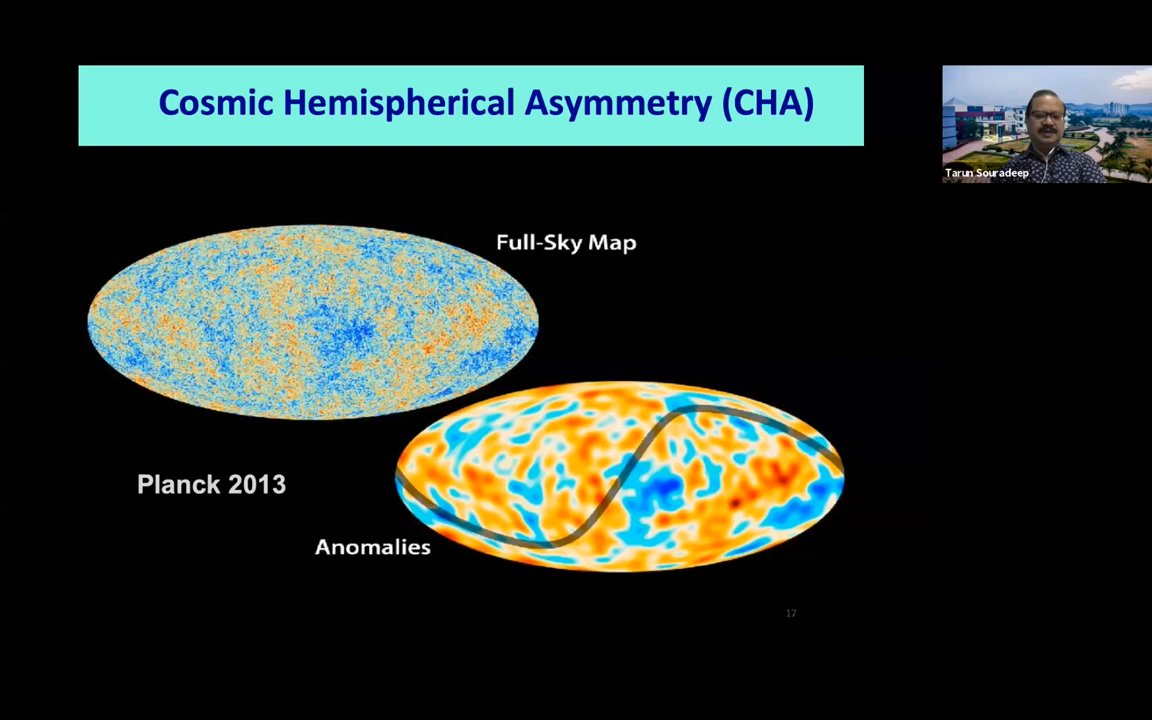 Cosmic Hemispherical Asymmetry (CHA)
Tarun Souradeep
Full-Sky Map
Planck 2013
Anomalies
17